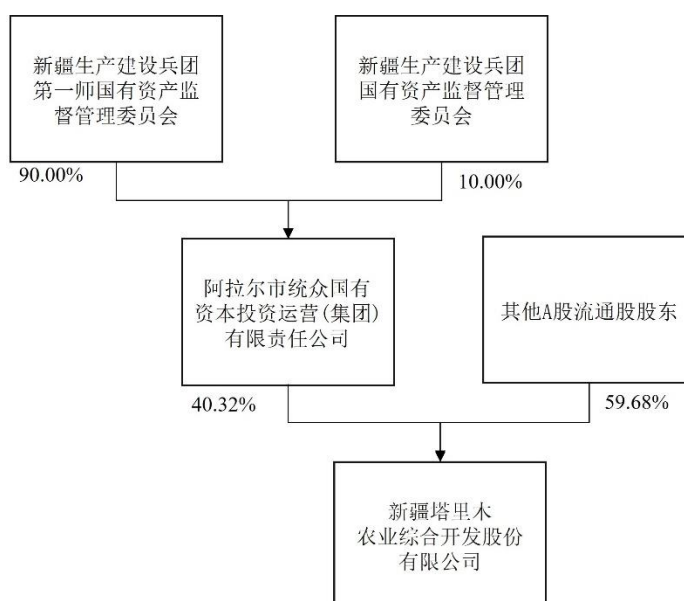 新疆生产建设兵团
第一师国有资产监
督管理委员会
新疆生产建设兵团
国有资产监督管理
委员会
90.00%
10.00%
阿拉尔市统众国有
资本投资运营(集团)
有限责任公司
其他A股流通股股东
40.32%
59.68%
新疆塔里木
农业综合开发股份
有限公司